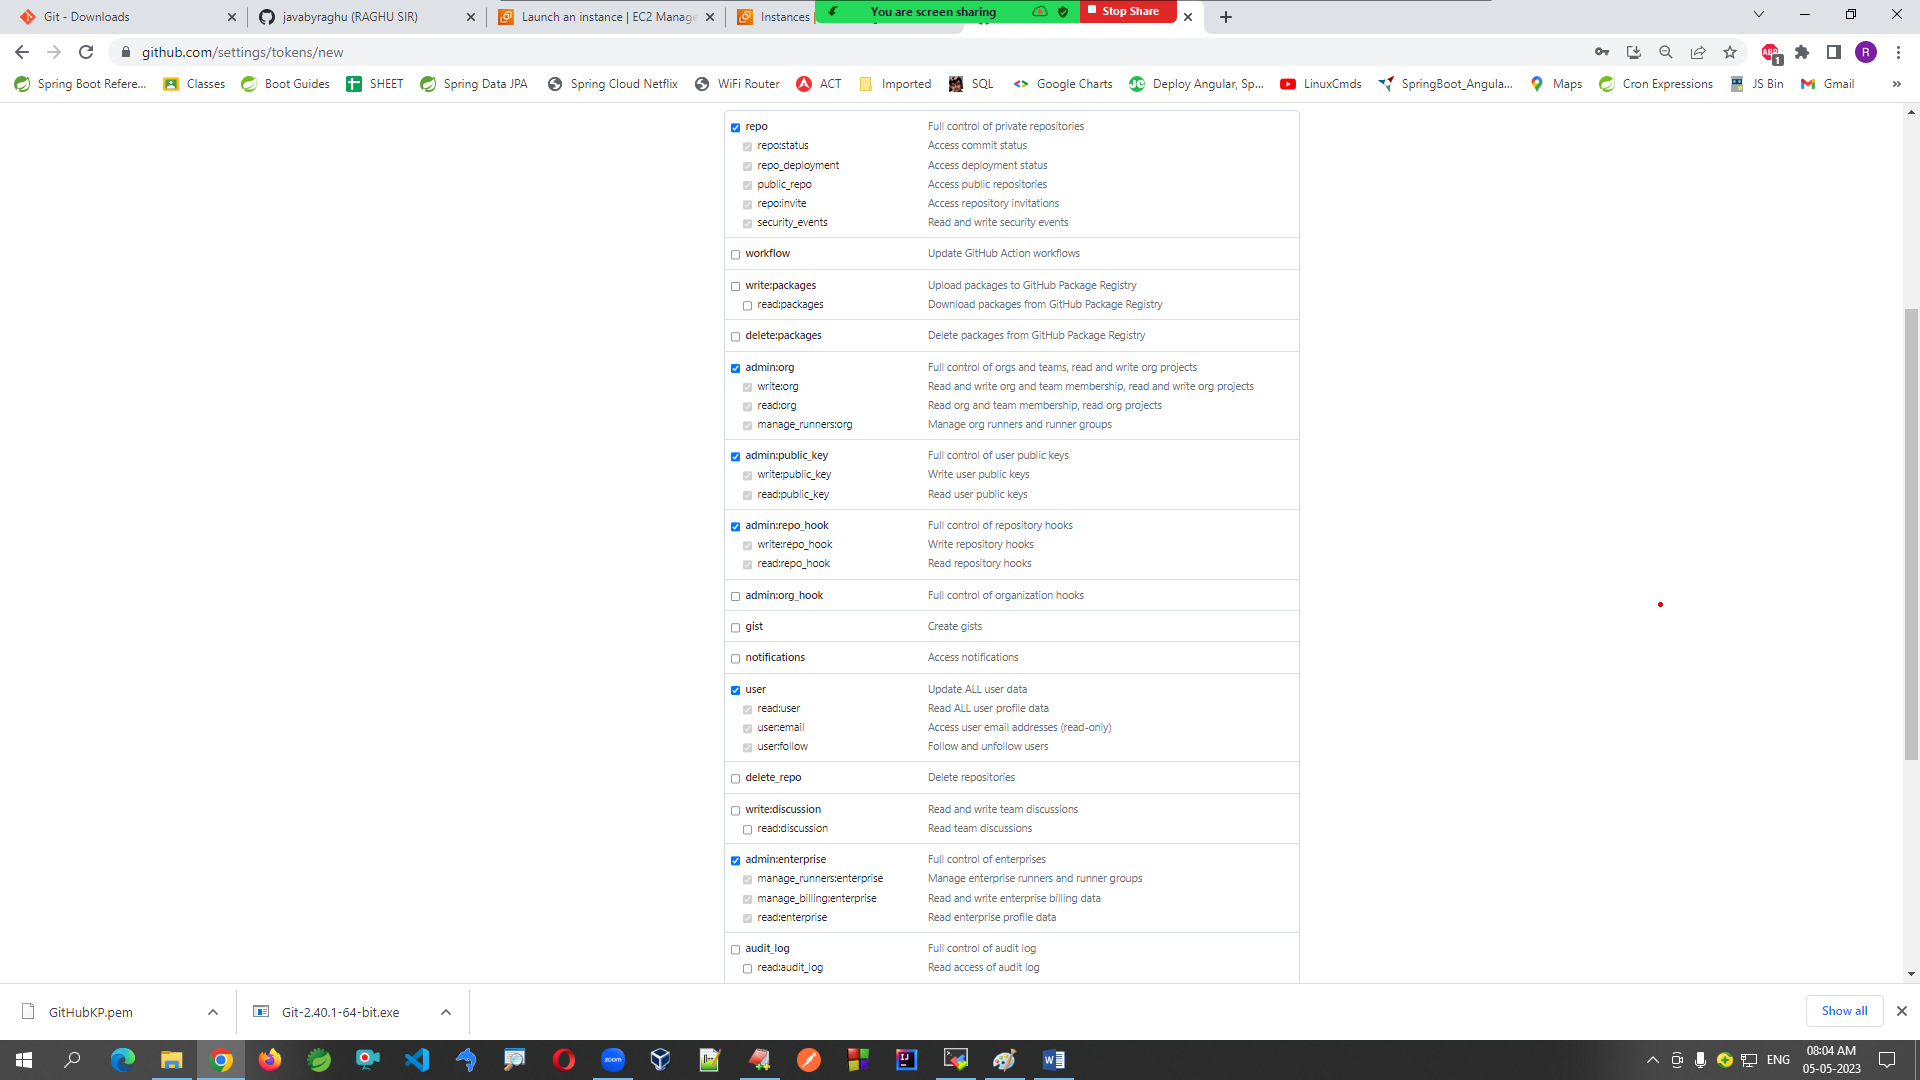 Git - Downloads
javabyraghu (RAGHU SIR)
Launch an instance | EC2 Manage
Instances |
You are screen sharing
Stop Share
github.com/settings/tokens/new
ABP
1
R
Spring Boot Refere...
Classes
Boot Guides
SHEET
Spring Data JPA
Spring Cloud Netflix
WiFi Router
ACT
Imported
SQL
Google Charts
Deploy Angular, Sp...
LinuxCmds
SpringBoot_Angula...
Maps
Cron Expressions
JS Bin
Gmail
»
repo Full control of private repositories
repo:status Access commit status
repo_deployment Access deployment status
public_repo Access public repositories
repo:invite Access repository invitations
security_events Read and write security events
workflow Update GitHub Action workflows
write:packages Upload packages to GitHub Package Registry
read:packages Download packages from GitHub Package Registry
delete:packages Delete packages from GitHub Package Registry
admin:org Full control of orgs and teams, read and write org projects
write:org Read and write org and team membership, read and write org projects
read:org Read org and team membership, read org projects
manage_runners:org Manage org runners and runner groups
admin:public_key Full control of user public keys
write:public_key Write user public keys
read:public_key Read user public keys
admin:repo_hook Full control of repository hooks
write:repo_hook Write repository hooks
read:repo_hook Read repository hooks
admin:org_hook Full control of organization hooks
gist Create gists
notifications Access notifications
user Update ALL user data
read:user Read ALL user profile data
user:email Access user email addresses (read-only)
user:follow Follow and unfollow users
delete_repo Delete repositories
write:discussion Read and write team discussions
read:discussion Read team discussions
admin:enterprise Full control of enterprises
manage_runners:enterprise Manage enterprise runners and runner groups
manage_billing:enterprise Read and write enterprise billing data
read:enterprise Read enterprise profile data
audit_log Full control of audit log
read:audit_log Read access of audit log
GitHubKP.pem
Git-2.40.1-64-bit.exe
Show all
zoom
ENG
08:04 AM
05-05-2023